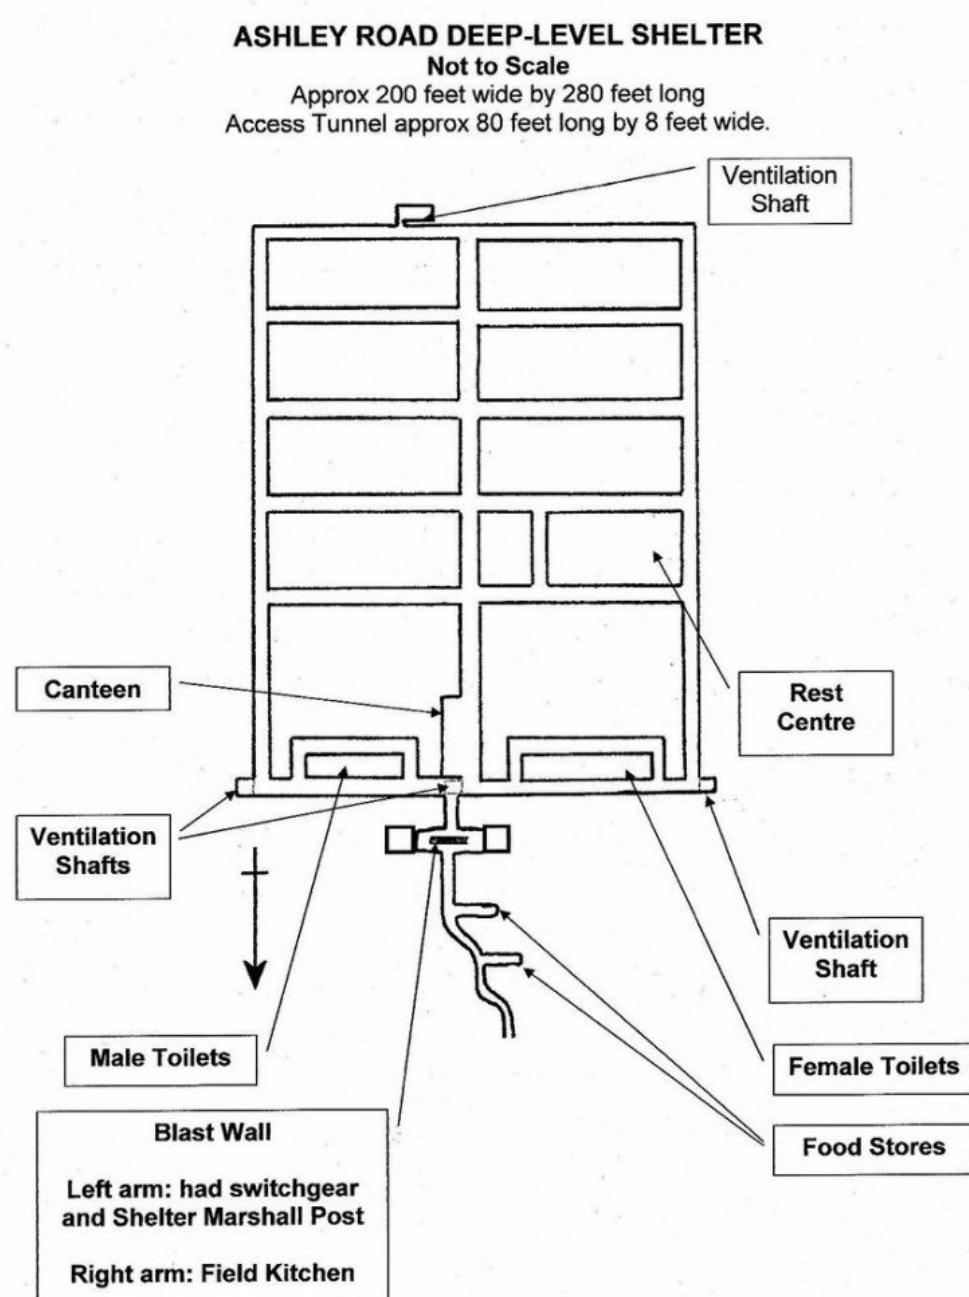 ASHLEY ROAD DEEP-LEVEL SHELTER
Not to Scale
Approx 200 feet wide by 280 feet long
Access Tunnel approx 80 feet long by 8 feet wide.
Ventilation
Shaft
Canteen
Rest
Centre
Ventilation
Shafts
Ventilation
Shaft
Male Toilets
Female Toilets
Food Stores
Blast Wall
Left arm: had switchgear
and Shelter Marshall Post
Right arm: Field Kitchen